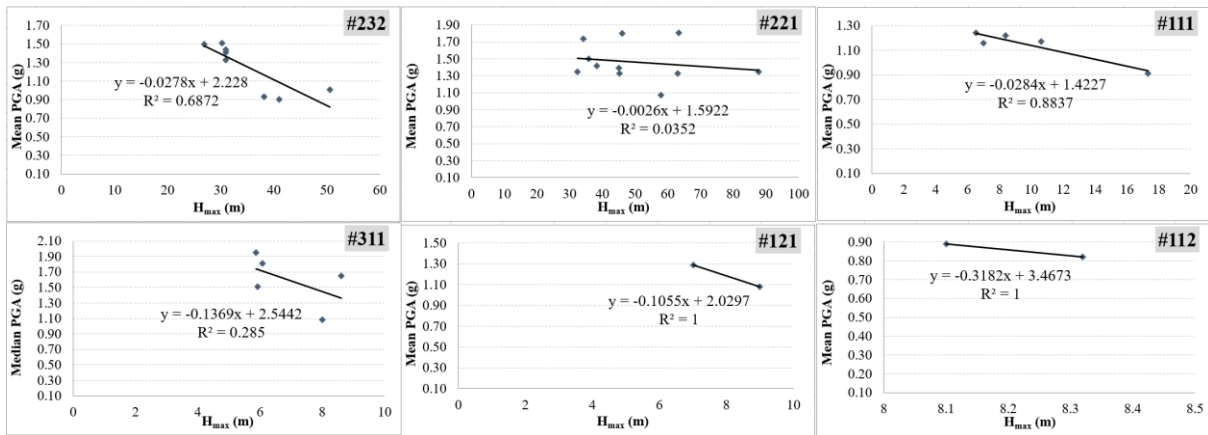 #232
Mean PGA (g)
1.70
1.50
1.30
1.10
0.90
0.70
0.50
0.30
0.10
y = -0.0278x + 2.228
R² = 0.6872
0 10 20 30 40 50 60
Hmax (m)
#221
Mean PGA (g)
1.90
1.70
1.50
1.30
1.10
0.90
0.70
0.50
0.30
0.10
y = -0.0026x + 1.5922
R² = 0.0352
0 10 20 30 40 50 60 70 80 90 100
Hmax (m)
#111
Mean PGA (g)
1.30
1.10
0.90
0.70
0.50
0.30
0.10
y = -0.0284x + 1.4227
R² = 0.8837
0 2 4 6 8 10 12 14 16 18 20
Hmax (m)
#311
Median PGA (g)
2.10
1.90
1.70
1.50
1.30
1.10
0.90
0.70
0.50
0.30
0.10
y = -0.1369x + 2.5442
R² = 0.285
0 2 4 6 8 10
Hmax (m)
#121
Mean PGA (g)
1.50
1.30
1.10
0.90
0.70
0.50
0.30
0.10
y = -0.1055x + 2.0297
R² = 1
0 2 4 6 8 10
Hmax (m)
#112
Mean PGA (g)
0.90
0.80
0.70
0.60
0.50
0.40
0.30
0.20
0.10
y = -0.3182x + 3.4673
R² = 1
8 8.1 8.2 8.3 8.4 8.5
Hmax (m)